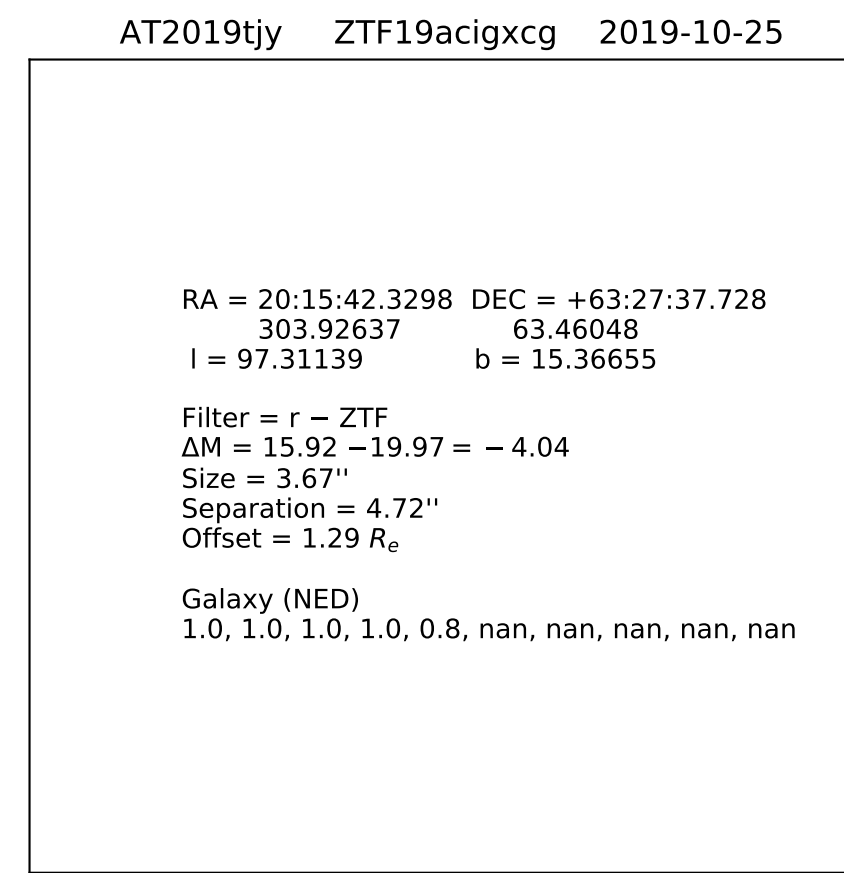 AT2019tjy ZTF19acigxcg 2019-10-25
RA = 20:15:42.3298 DEC = +63:27:37.728
303.92637 63.46048
l = 97.31139 b = 15.36655
Filter = r − ZTF
ΔM = 15.92 −19.97 = − 4.04
Size = 3.67''
Separation = 4.72''
Offset = 1.29 Rₑ
Galaxy (NED)
1.0, 1.0, 1.0, 1.0, 0.8, nan, nan, nan, nan, nan